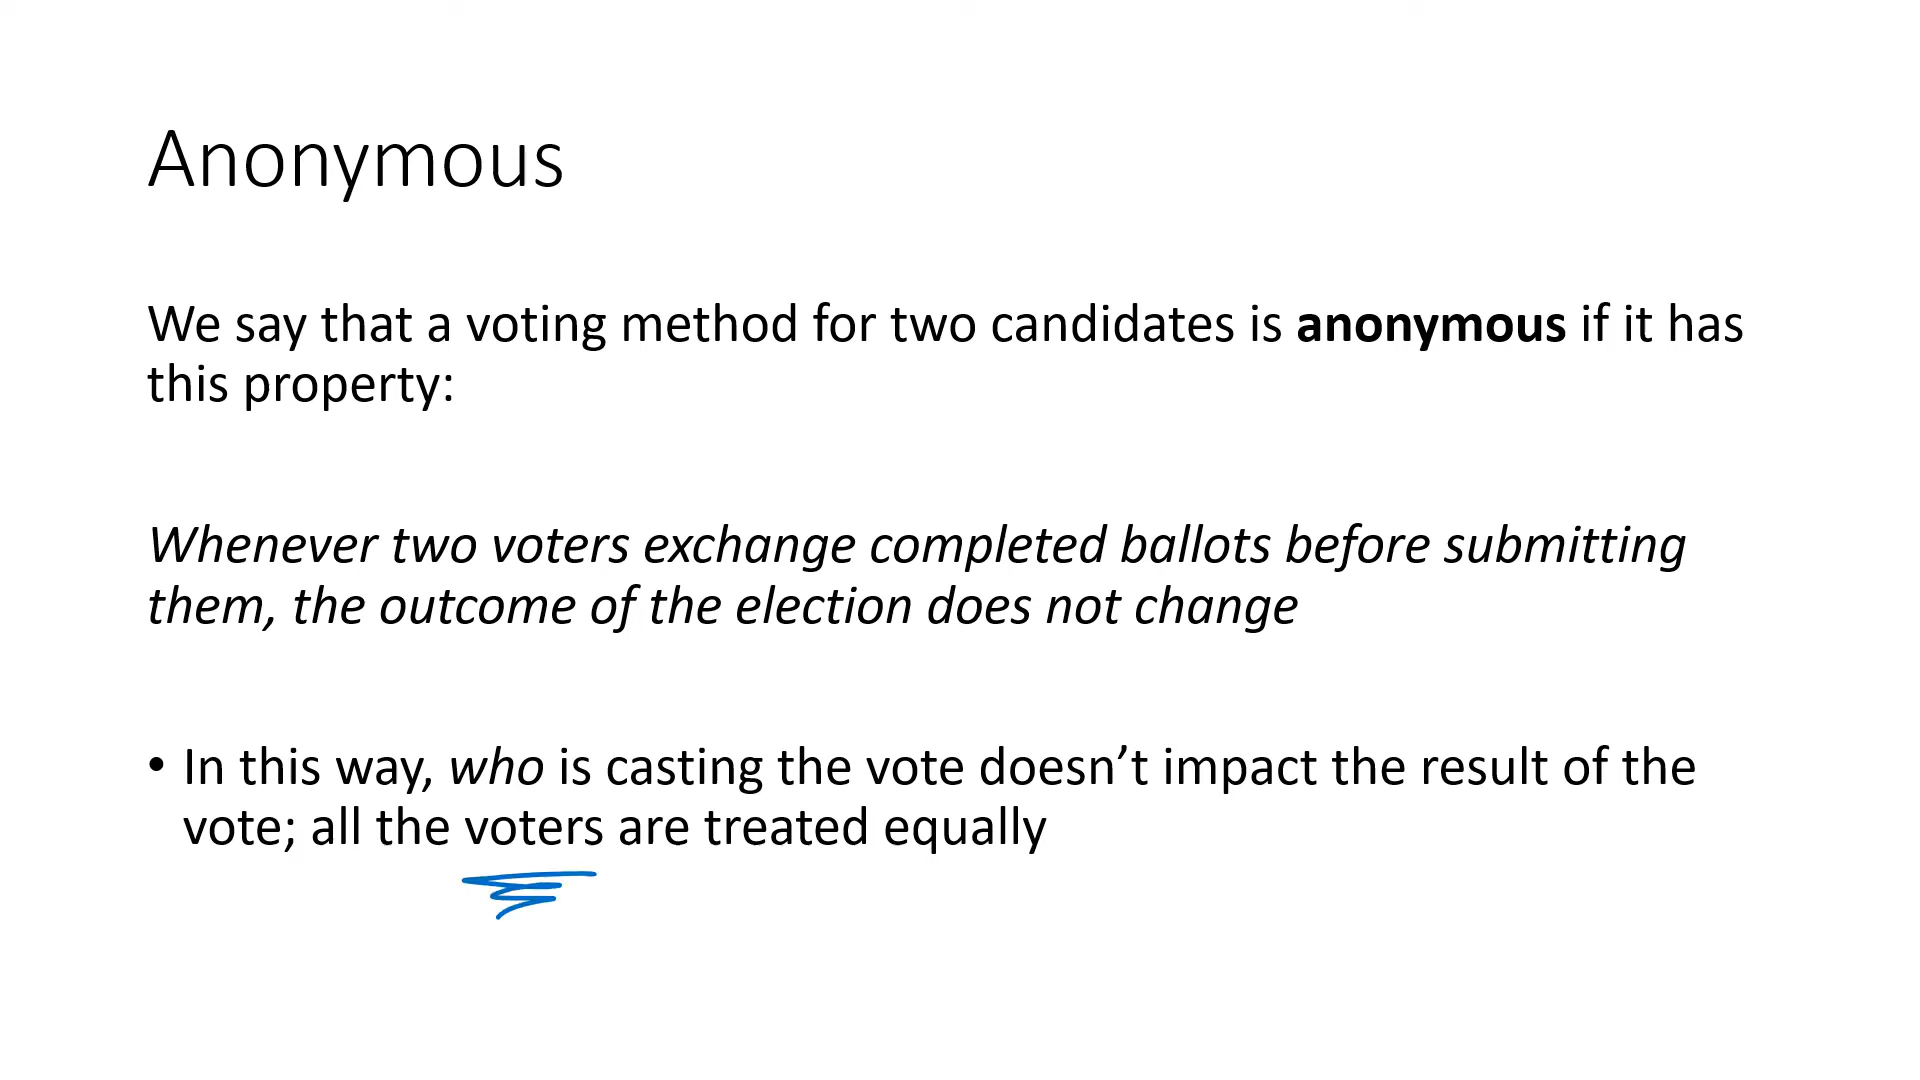 Anonymous
We say that a voting method for two candidates is anonymous if it has
this property:
Whenever two voters exchange completed ballots before submitting
them, the outcome of the election does not change
• In this way, who is casting the vote doesn’t impact the result of the
vote; all the voters are treated equally